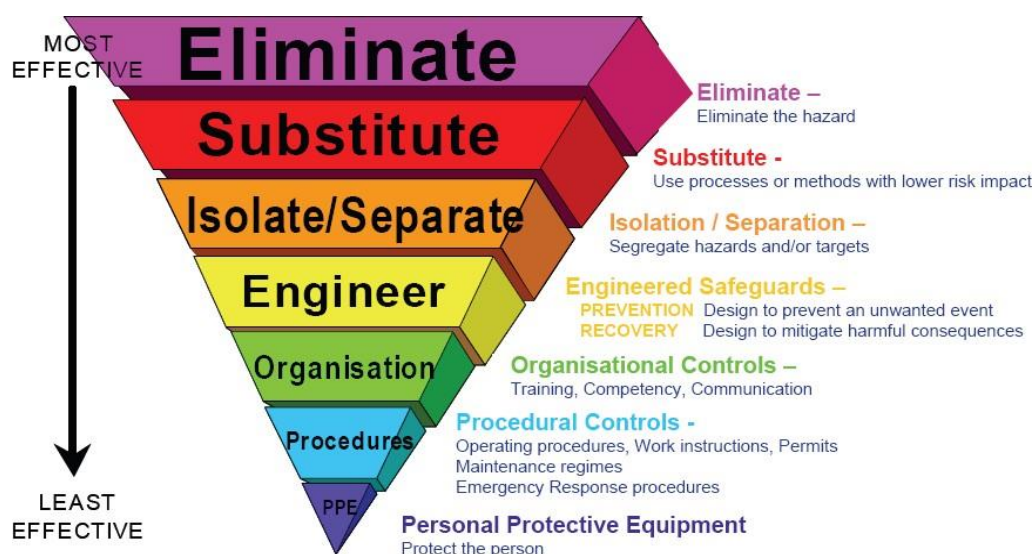 MOST
EFFECTIVE
Eliminate
Eliminate –
Eliminate the hazard
Substitute
Substitute -
Use processes or methods with lower risk impact
Isolate/Separate
Isolation / Separation –
Segregate hazards and/or targets
Engineer
Engineered Safeguards –
PREVENTION Design to prevent an unwanted event
RECOVERY Design to mitigate harmful consequences
Organisation
Organisational Controls –
Training, Competency, Communication
Procedures
Procedural Controls -
Operating procedures, Work instructions, Permits
Maintenance regimes
Emergency Response procedures
LEAST
EFFECTIVE
PPE
Personal Protective Equipment
Protect the person